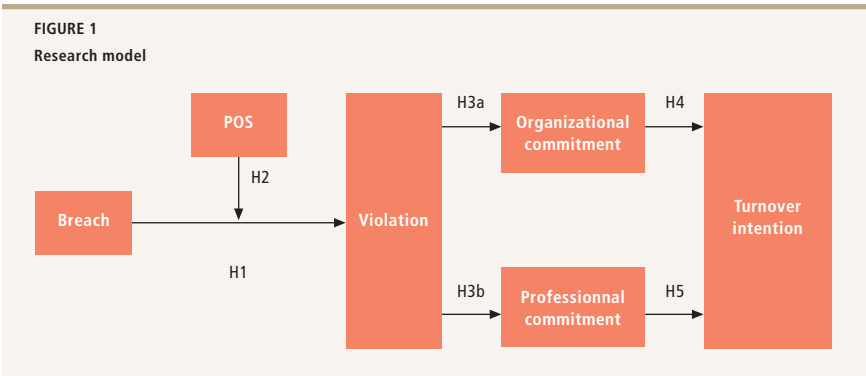 FIGURE 1
Research model
POS
H2
Breach
H1
Violation
H3a
Organizational
commitment
H4
H3b
Professionnal
commitment
H5
Turnover
intention